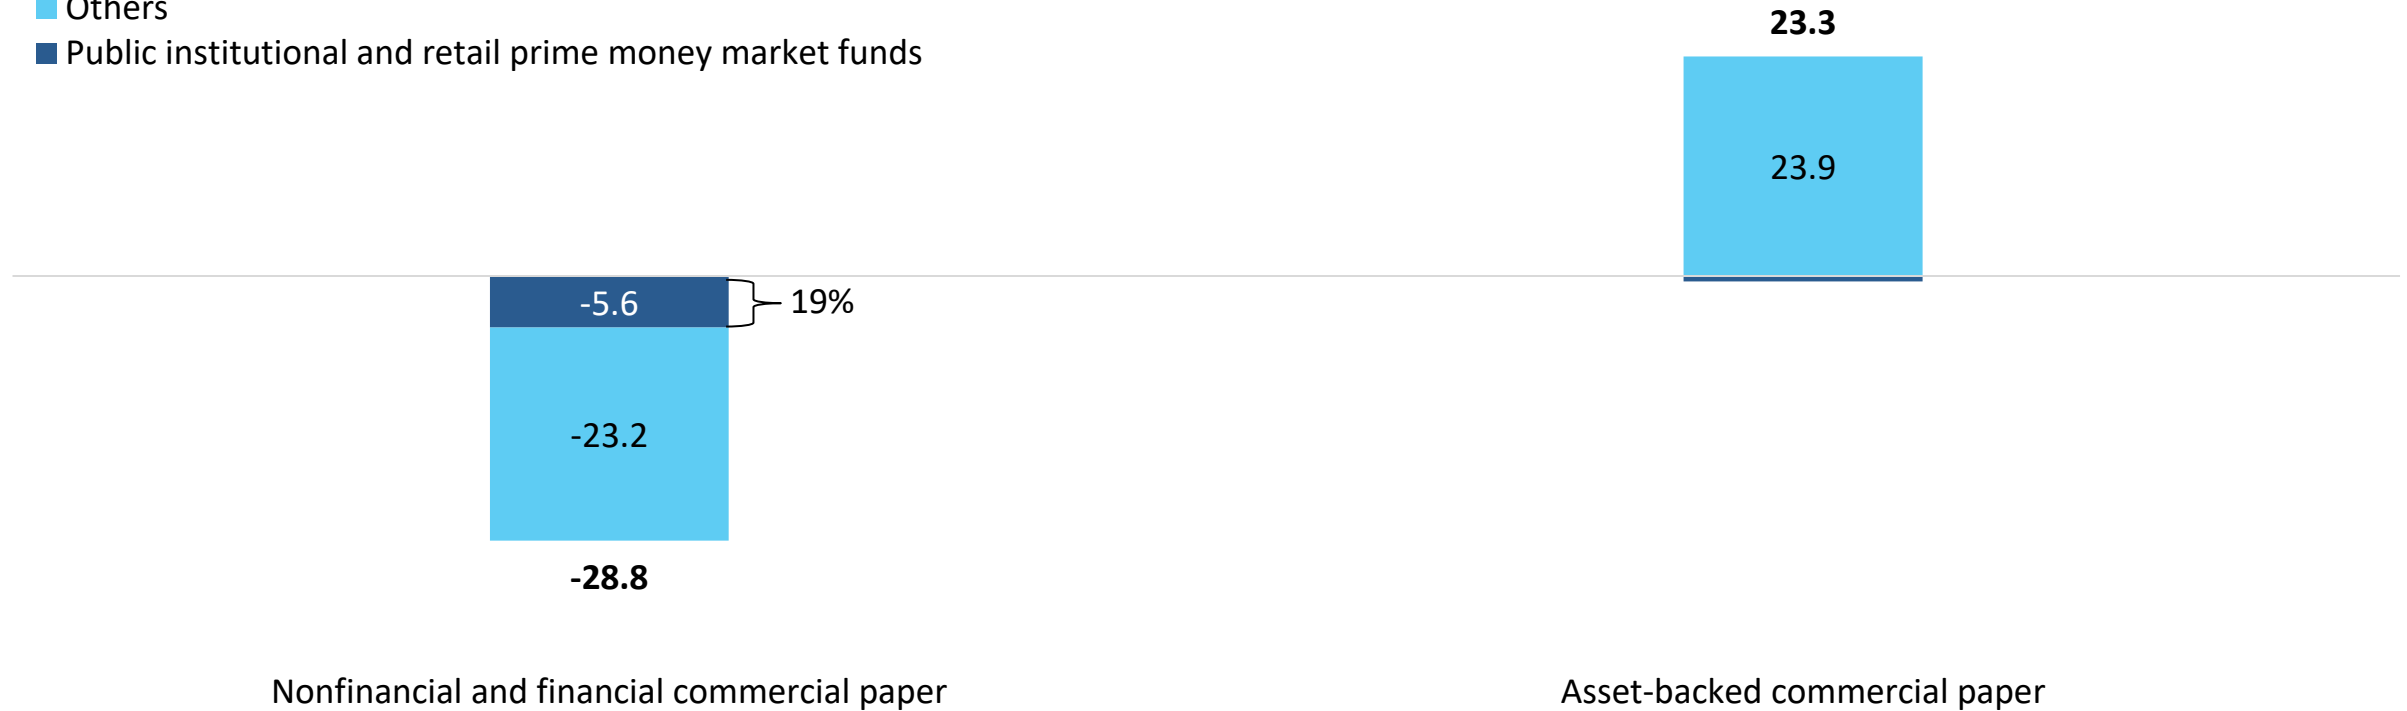 Others
Public institutional and retail prime money market funds
23.3
23.9
-5.6
19%
-23.2
-28.8
Nonfinancial and financial commercial paper
Asset-backed commercial paper